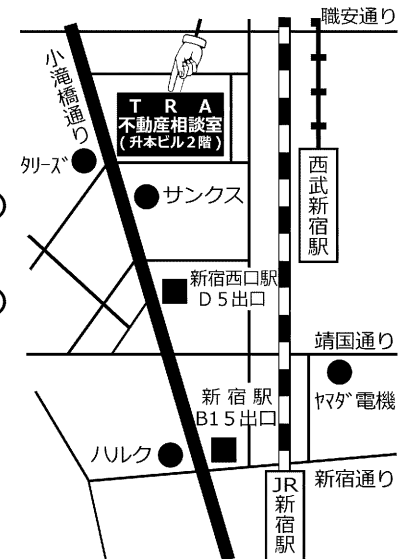 職安通り
小滝橋通り
TRA
不動産相談室
(升本ビル2階)
ﾀﾘｰｽﾞ
サンクス
西武新宿駅
新宿西口駅
D5出口
靖国通り
ﾔﾏﾀﾞ電機
新宿駅
B15出口
ハルク
新宿通り
JR新宿駅